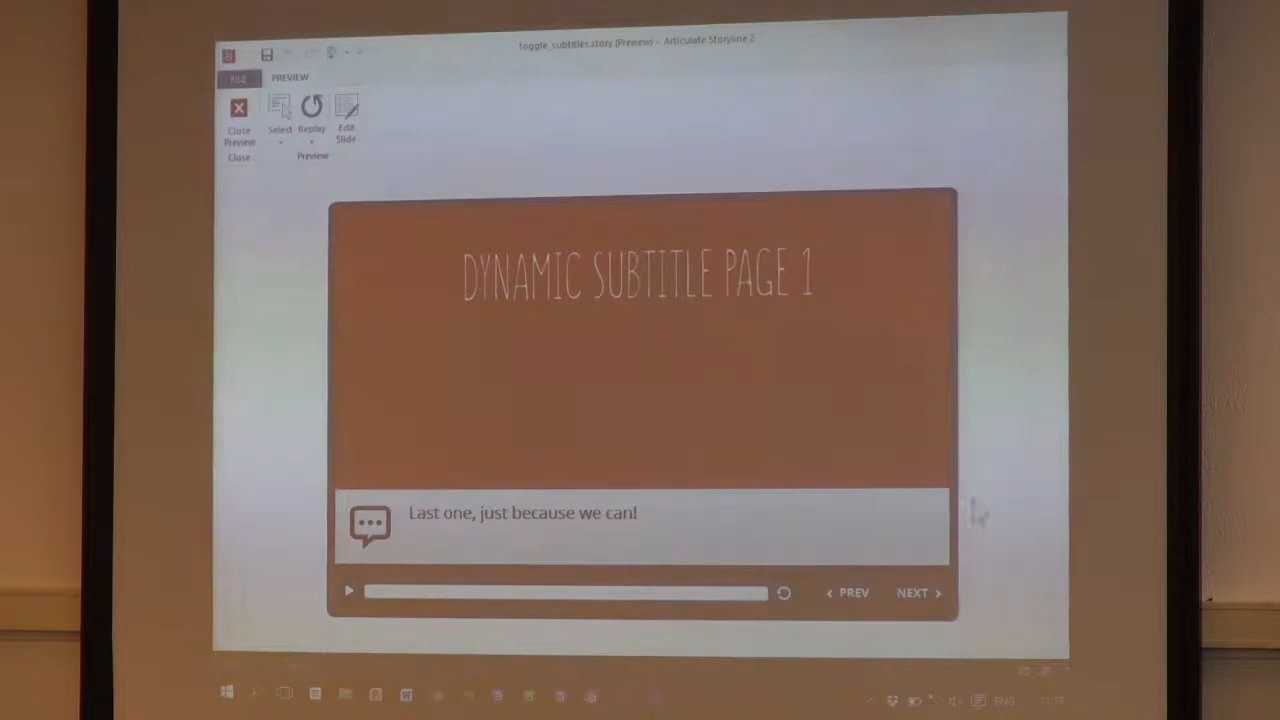 toggle_subtitles.story (Preview) - Articulate Storyline 2
FILE
PREVIEW
Close Preview
Select
Replay
Edit Slide
Close
Preview
DYNAMIC SUBTITLE PAGE 1
Last one, just because we can!
PREV
NEXT
ENG